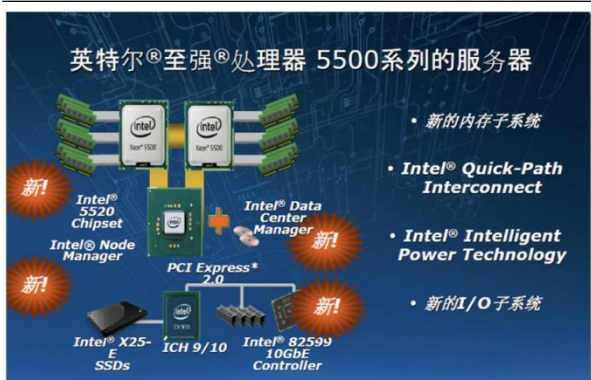 英特尔®至强®处理器 5500系列的服务器
intel
Xeon® 5500
intel
Xeon® 5500
• 新的内存子系统
• Intel® Quick-Path
Interconnect
• Intel® Intelligent
Power Technology
• 新的I/O子系统
新!
Intel®
5520
Chipset
Intel® Node
Manager
intel
Intel® Data
Center
Manager
新!
PCI Express*
2.0
新!
新!
Intel® X25-
E
SSDs
intel
ICH 9/10
Intel® 82599
10GbE
Controller